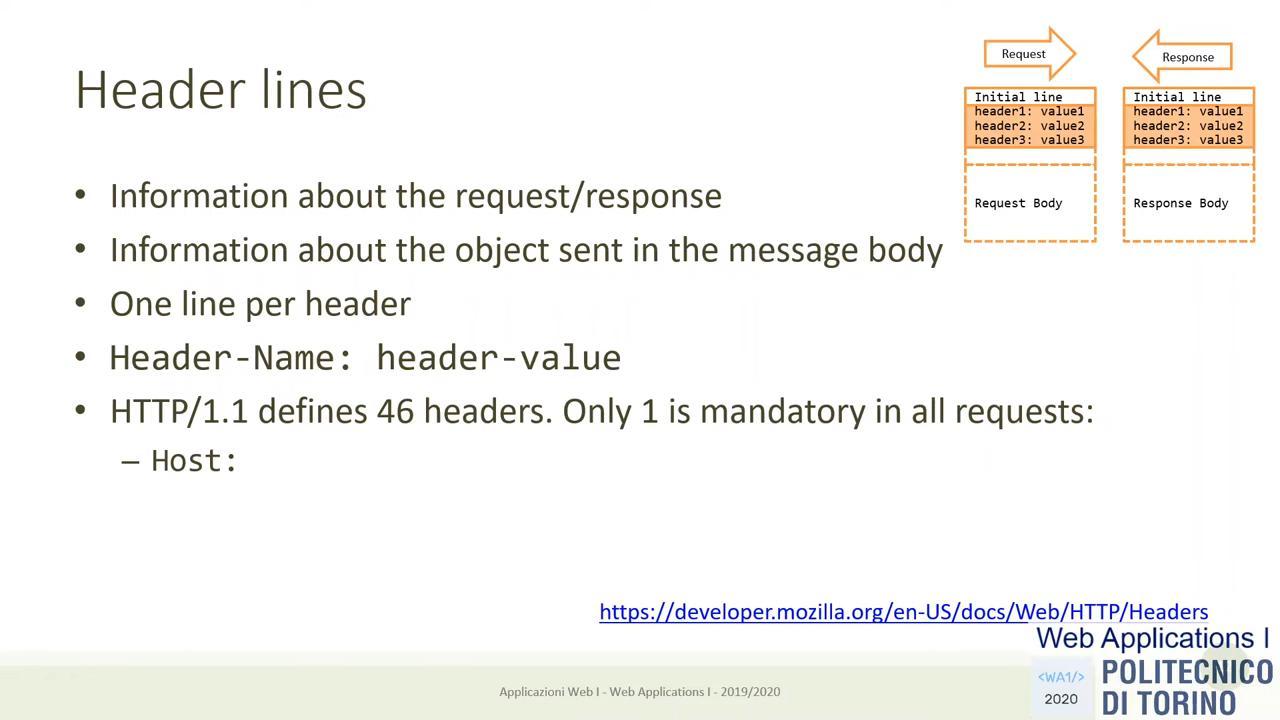 Header lines
Request
Response
Initial line
header1: value1
header2: value2
header3: value3
Request Body
Initial line
header1: value1
header2: value2
header3: value3
Response Body
• Information about the request/response
• Information about the object sent in the message body
• One line per header
• Header-Name: header-value
• HTTP/1.1 defines 46 headers. Only 1 is mandatory in all requests:
– Host:
https://developer.mozilla.org/en-US/docs/Web/HTTP/Headers
Web Applications I
<WA1/>
2020
POLITECNICO
DI TORINO
Applicazioni Web I - Web Applications I - 2019/2020